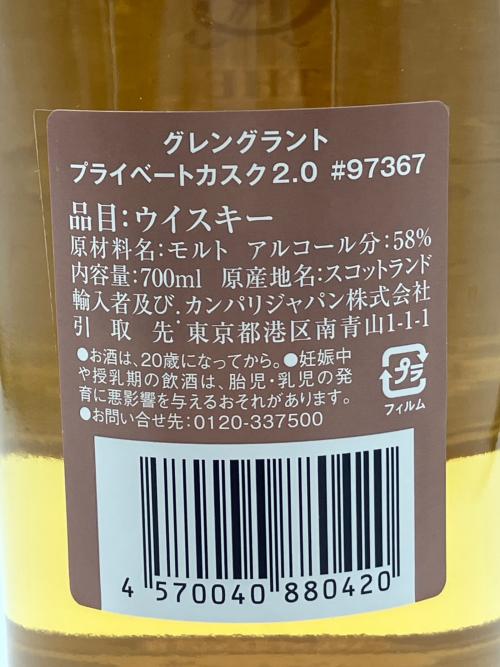 グレングラント
プライベートカスク2.0 #97367
品目:ウイスキー
原材料名:モルト アルコール分:58%
内容量:700ml 原産地名:スコットランド
輸入者及び.カンパリジャパン株式会社
引取先 東京都港区南青山1-1-1
●お酒は、20歳になってから。●妊娠中
や授乳期の飲酒は、胎児・乳児の発
育に悪影響を与えるおそれがあります。
●お問い合せ先:0120-337500
プラ
フィルム
4 570040 880420